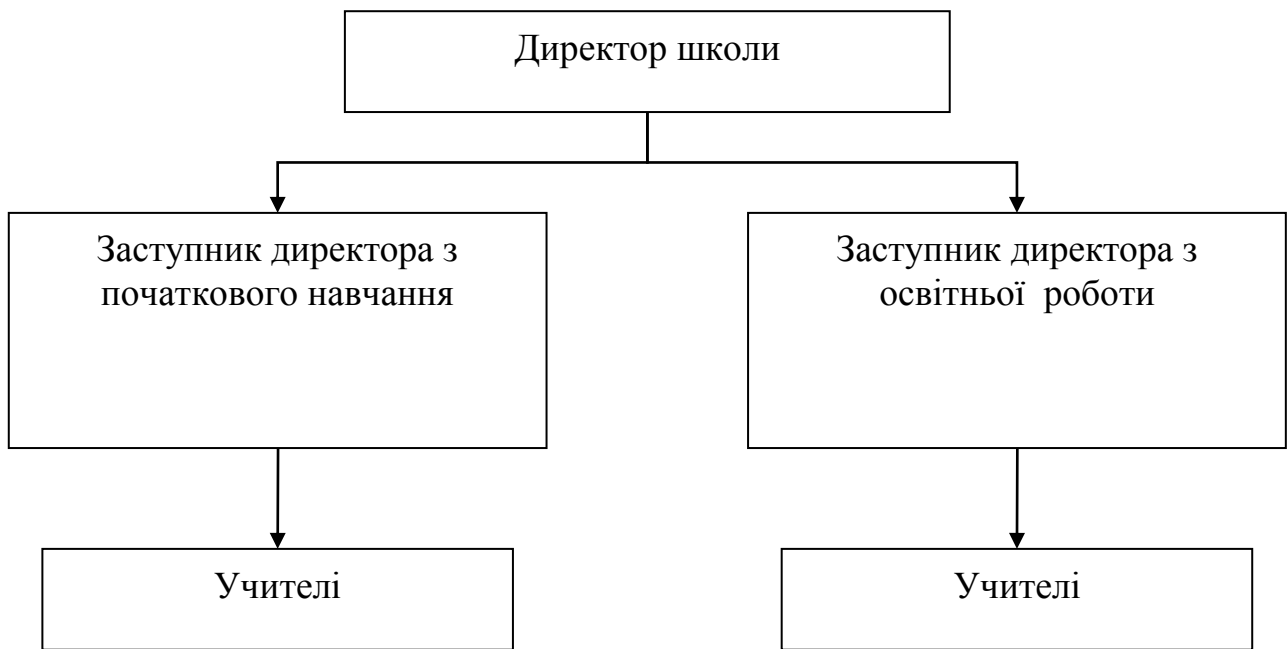 Директор школи
Заступник директора з
початкового навчання
Заступник директора з
освітньої роботи
Учителі
Учителі